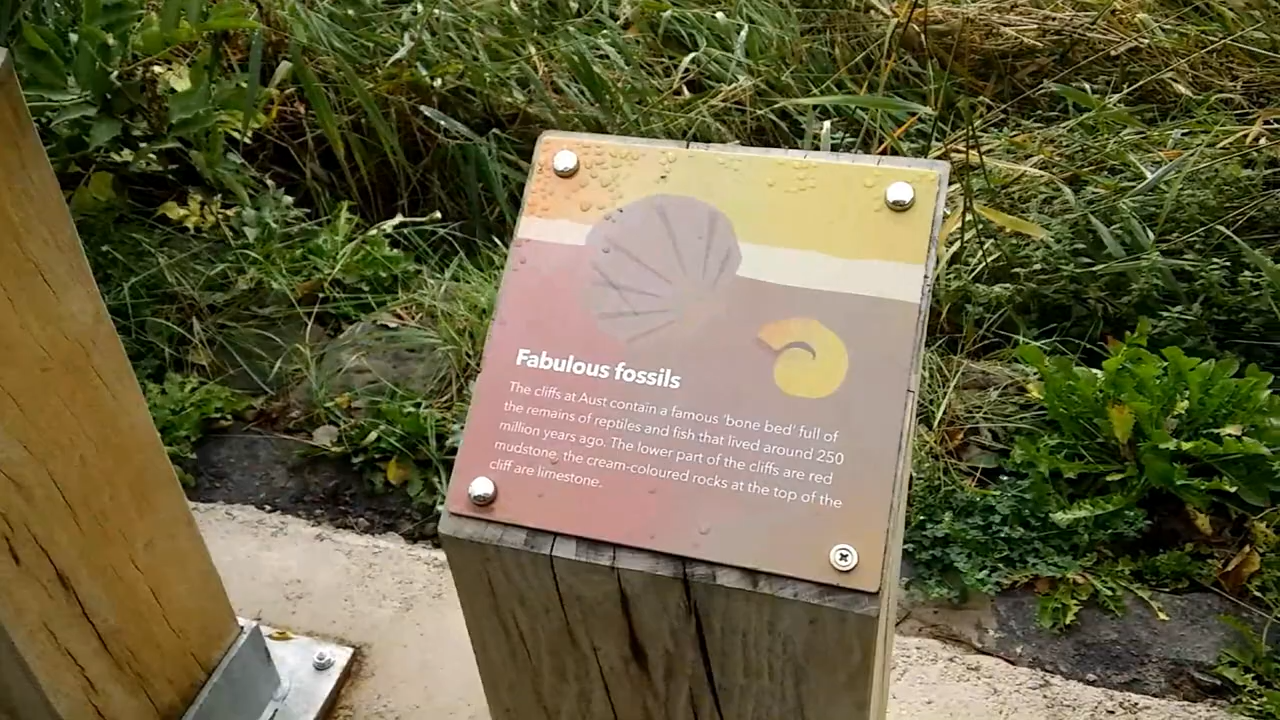 Fabulous fossils
The cliffs at Aust contain a famous 'bone bed' full of
the remains of reptiles and fish that lived around 250
million years ago. The lower part of the cliffs are red
mudstone, the cream-coloured rocks at the top of the
cliff are limestone.